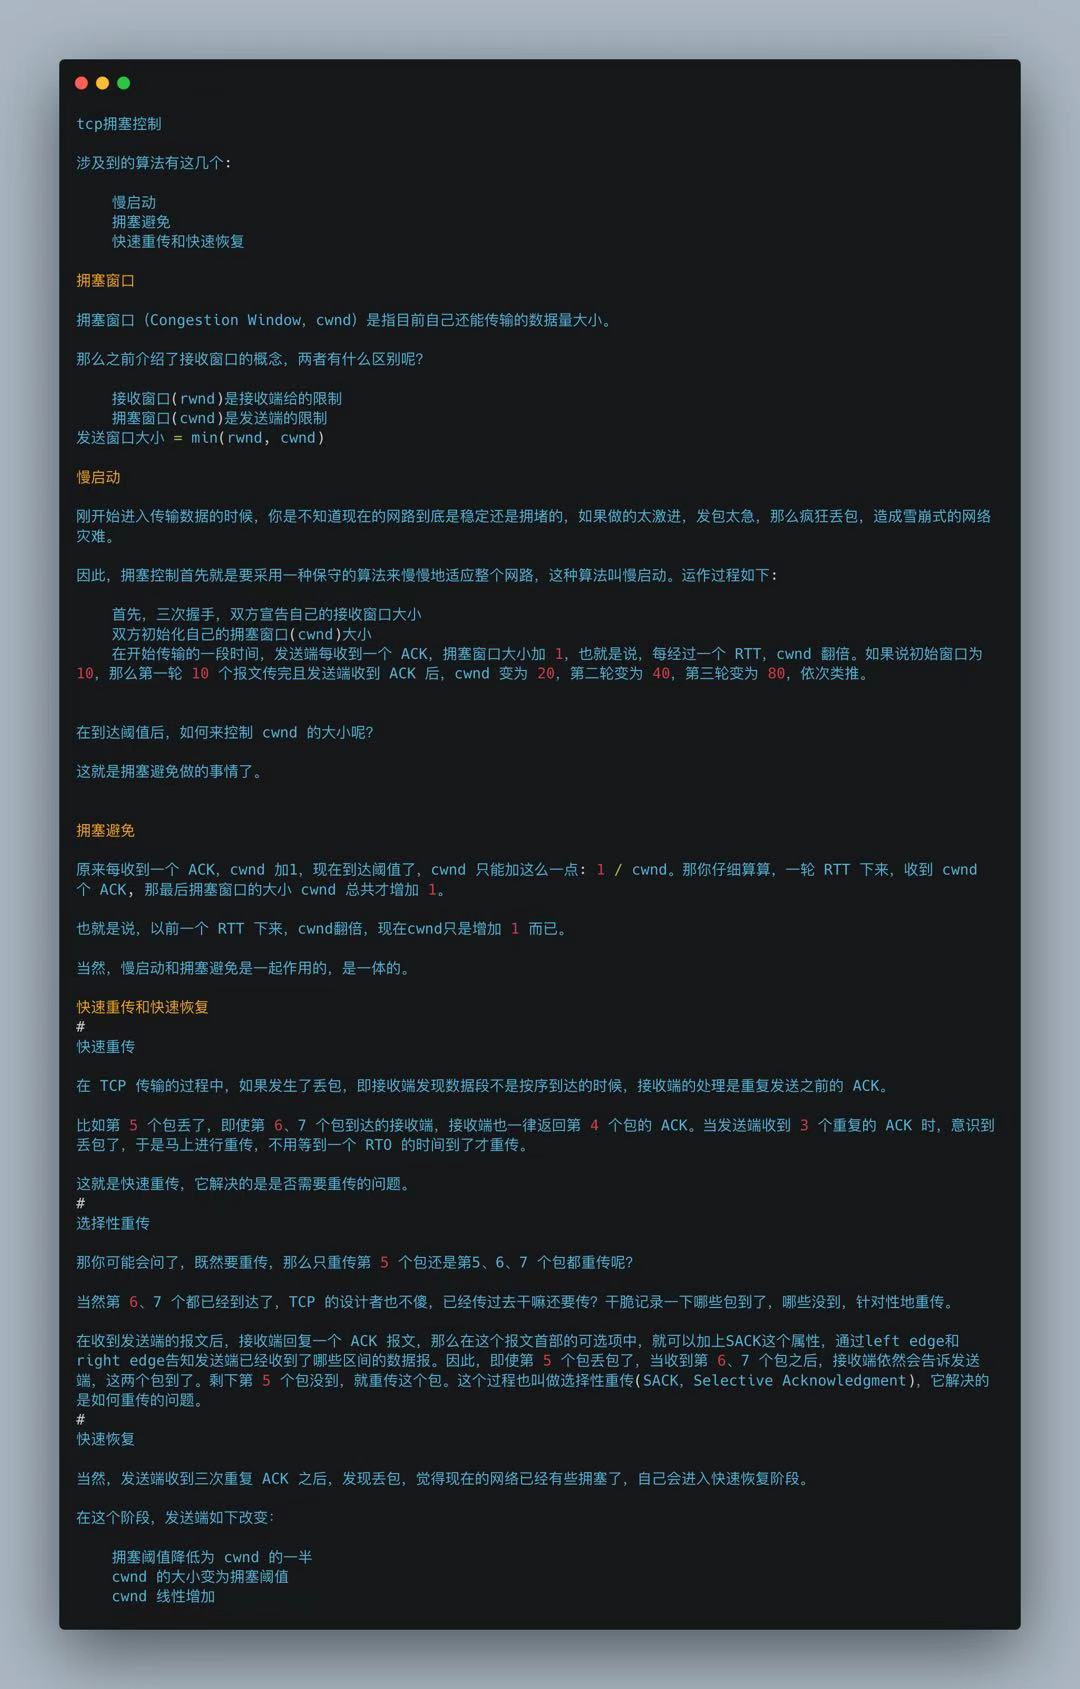 tcp拥塞控制
涉及到的算法有这几个:
慢启动
拥塞避免
快速重传和快速恢复
拥塞窗口
拥塞窗口（Congestion Window，cwnd）是指目前自己还能传输的数据量大小。
那么之前介绍了接收窗口的概念，两者有什么区别呢？
接收窗口(rwnd)是接收端给的限制
拥塞窗口(cwnd)是发送端的限制
发送窗口大小 = min(rwnd, cwnd)
慢启动
刚开始进入传输数据的时候，你是不知道现在的网路到底是稳定还是拥堵的，如果做的太激进，发包太急，那么疯狂丢包，造成雪崩式的网络
灾难。
因此，拥塞控制首先就是要采用一种保守的算法来慢慢地适应整个网路，这种算法叫慢启动。运作过程如下:
首先，三次握手，双方宣告自己的接收窗口大小
双方初始化自己的拥塞窗口(cwnd)大小
在开始传输的一段时间，发送端每收到一个 ACK，拥塞窗口大小加 1，也就是说，每经过一个 RTT，cwnd 翻倍。如果说初始窗口为
10，那么第一轮 10 个报文传完且发送端收到 ACK 后，cwnd 变为 20，第二轮变为 40，第三轮变为 80，依次类推。
在到达阈值后，如何来控制 cwnd 的大小呢？
这就是拥塞避免做的事情了。
拥塞避免
原来每收到一个 ACK，cwnd 加1，现在到达阈值了，cwnd 只能加这么一点: 1 / cwnd。那你仔细算算，一轮 RTT 下来，收到 cwnd
个 ACK, 那最后拥塞窗口的大小 cwnd 总共才增加 1。
也就是说，以前一个 RTT 下来，cwnd翻倍，现在cwnd只是增加 1 而已。
当然，慢启动和拥塞避免是一起作用的，是一体的。
快速重传和快速恢复
#
快速重传
在 TCP 传输的过程中，如果发生了丢包，即接收端发现数据段不是按序到达的时候，接收端的处理是重复发送之前的 ACK。
比如第 5 个包丢了，即使第 6、7 个包到达的接收端，接收端也一律返回第 4 个包的 ACK。当发送端收到 3 个重复的 ACK 时，意识到
丢包了，于是马上进行重传，不用等到一个 RTO 的时间到了才重传。
这就是快速重传，它解决的是是否需要重传的问题。
#
选择性重传
那你可能会问了，既然要重传，那么只重传第 5 个包还是第5、6、7 个包都重传呢？
当然第 6、7 个都已经到达了，TCP 的设计者也不傻，已经传过去干嘛还要传？干脆记录一下哪些包到了，哪些没到，针对性地重传。
在收到发送端的报文后，接收端回复一个 ACK 报文，那么在这个报文首部的可选项中，就可以加上SACK这个属性，通过left edge和
right edge告知发送端已经收到了哪些区间的数据报。因此，即使第 5 个包丢包了，当收到第 6、7 个包之后，接收端依然会告诉发送
端，这两个包到了。剩下第 5 个包没到，就重传这个包。这个过程也叫做选择性重传(SACK，Selective Acknowledgment)，它解决的
是如何重传的问题。
#
快速恢复
当然，发送端收到三次重复 ACK 之后，发现丢包，觉得现在的网络已经有些拥塞了，自己会进入快速恢复阶段。
在这个阶段，发送端如下改变：
拥塞阈值降低为 cwnd 的一半
cwnd 的大小变为拥塞阈值
cwnd 线性增加